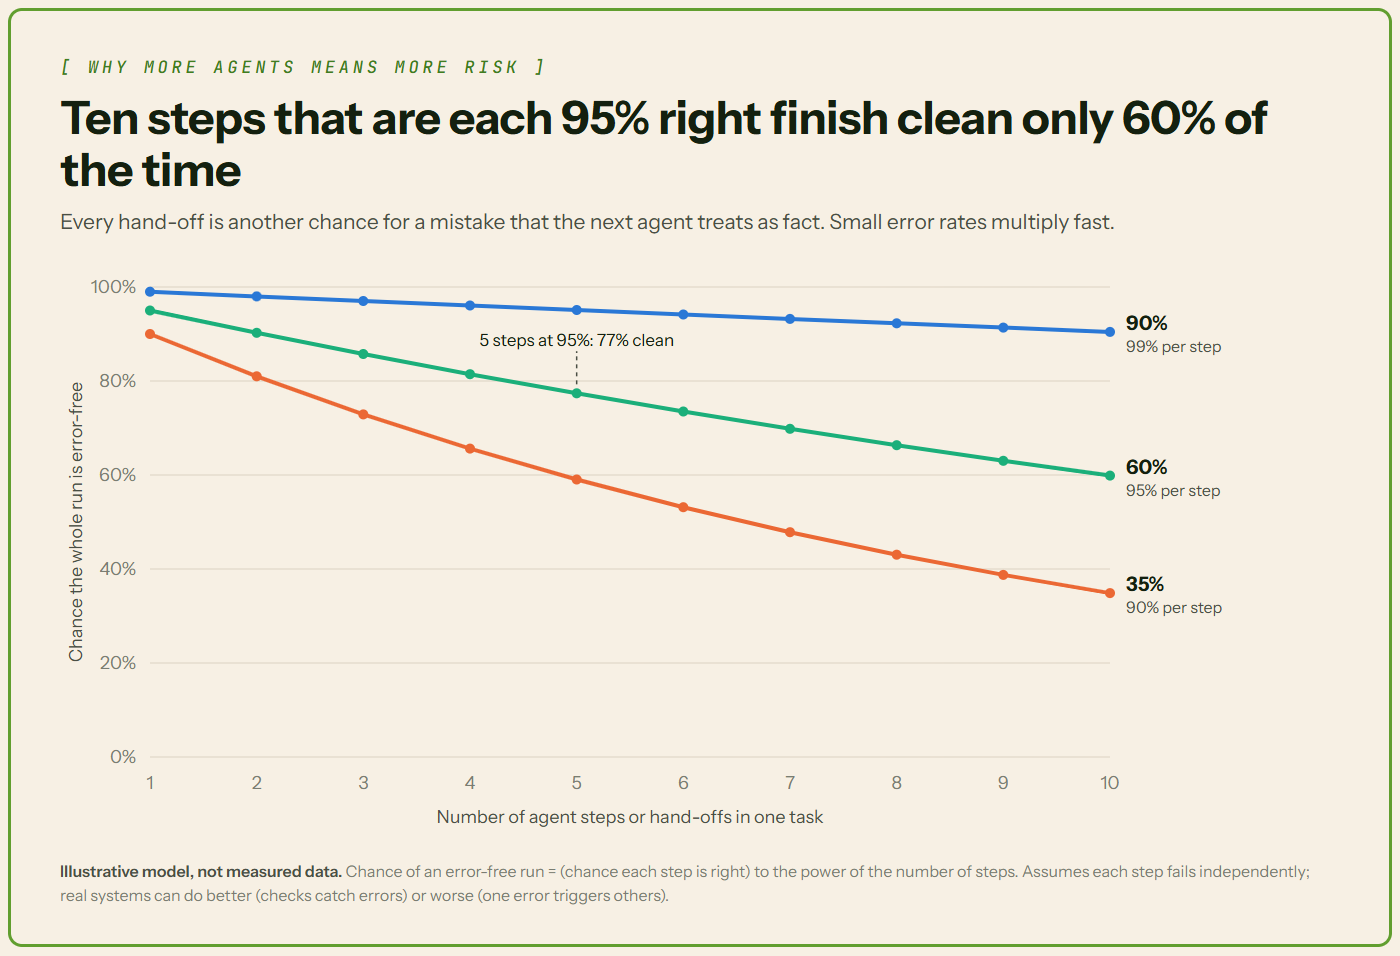 [ WHY MORE AGENTS MEANS MORE RISK ]
Ten steps that are each 95% right finish clean only 60% of
the time
Every hand-off is another chance for a mistake that the next agent treats as fact. Small error rates multiply fast.
Chance the whole run is error-free
100%
80%
60%
40%
20%
0%
5 steps at 95%: 77% clean
90%
99% per step
60%
95% per step
35%
90% per step
1 2 3 4 5 6 7 8 9 10
Number of agent steps or hand-offs in one task
Illustrative model, not measured data. Chance of an error-free run = (chance each step is right) to the power of the number of steps. Assumes each step fails independently;
real systems can do better (checks catch errors) or worse (one error triggers others).